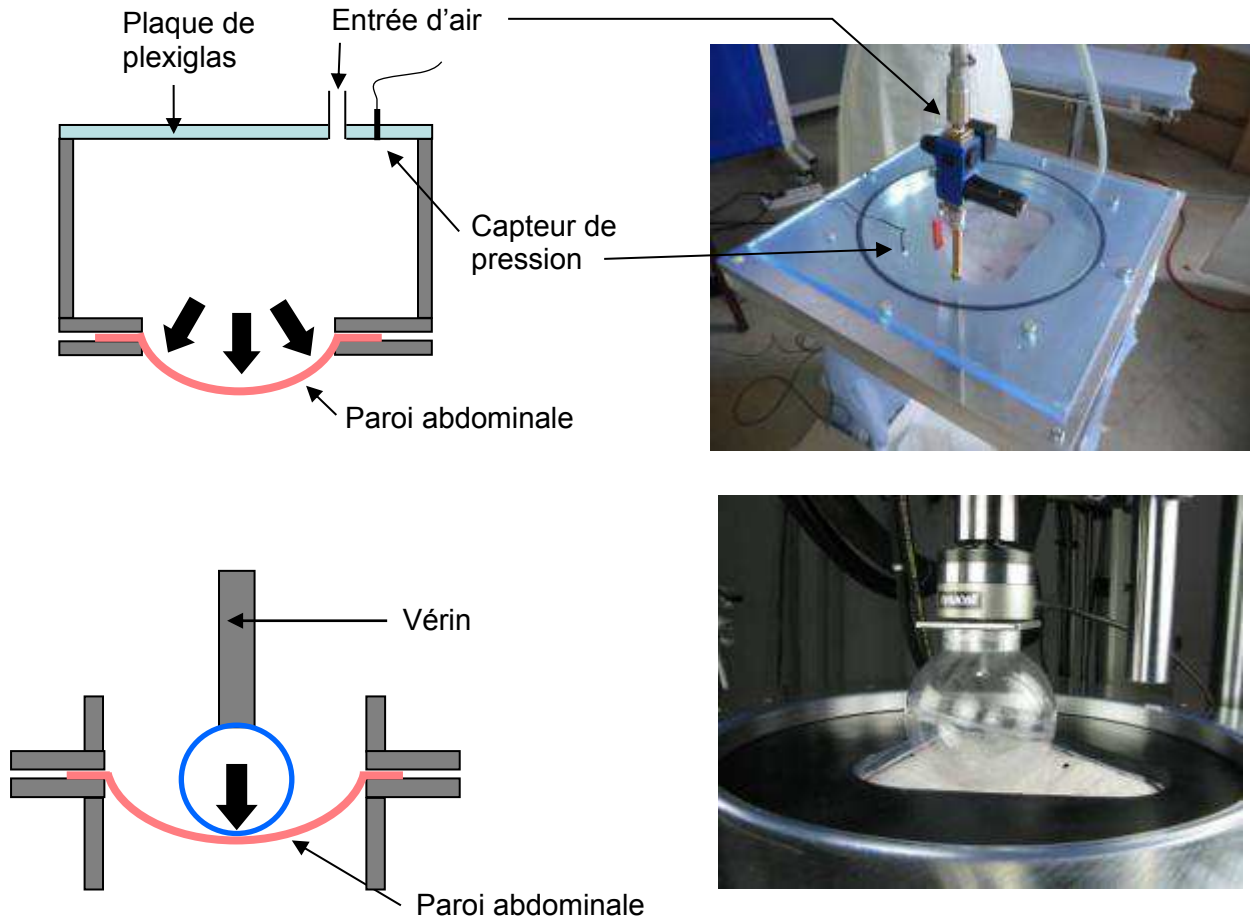 Plaque de
plexiglas
Entrée d'air
Capteur de
pression
Paroi abdominale
Vérin
Paroi abdominale